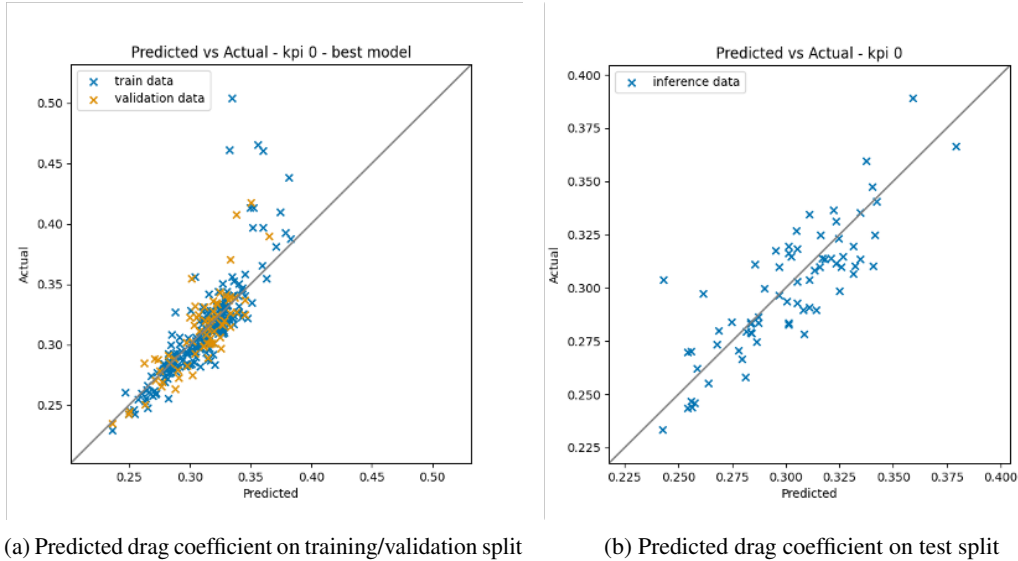 Predicted vs Actual - kpi 0 - best model
train data
validation data
0.50
0.45
0.40
0.35
0.30
0.25
Actual
0.25 0.30 0.35 0.40 0.45 0.50
Predicted
(a) Predicted drag coefficient on training/validation split
Predicted vs Actual - kpi 0
inference data
0.400
0.375
0.350
0.325
0.300
0.275
0.250
0.225
Actual
0.225 0.250 0.275 0.300 0.325 0.350 0.375 0.400
Predicted
(b) Predicted drag coefficient on test split